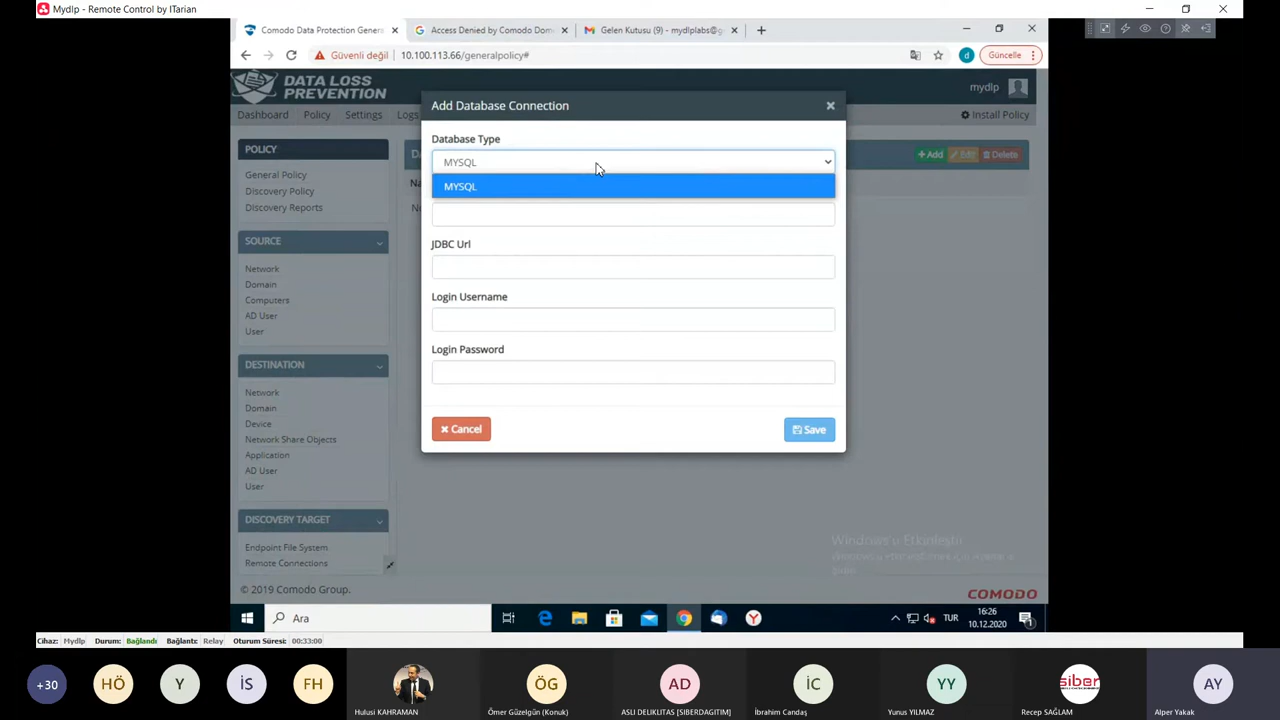 Mydlp - Remote Control by ITarian
Comodo Data Protection Genera
Access Denied by Comodo Dom
Gelen Kutusu (9) - mydlplabs@g
Güvenli değil
10.100.113.66/generalpolicy#
d
Güncelle
DATA LOSS
PREVENTION
mydlp
Dashboard
Policy
Settings
Logs
Install Policy
Add Database Connection
Database Type
MYSQL
MYSQL
JDBC Url
Login Username
Login Password
Cancel
Save
Add
Edit
Delete
POLICY
General Policy
Discovery Policy
Discovery Reports
SOURCE
Network
Domain
Computers
AD User
User
DESTINATION
Network
Domain
Device
Network Share Objects
Application
AD User
User
DISCOVERY TARGET
Endpoint File System
Remote Connections
Windows'u Etkinleştir
© 2019 Comodo Group.
COMODO
Ara
TUR
16:26
10.12.2020
1
Cihaz: Mydlp Durum: Bağlandı Bağlantı: Relay Oturum Süresi: 00:33:00
+30
HÖ
Y
İS
FH
ÖG
AD
İC
YY
siber
AY
Hulusi KAHRAMAN
Ömer Güzelgün (Konuk)
ASLI DELIKLITAS [SIBERDAGITIM]
İbrahim Candaş
Yunus YILMAZ
Recep SAĞLAM
Alper Yakak